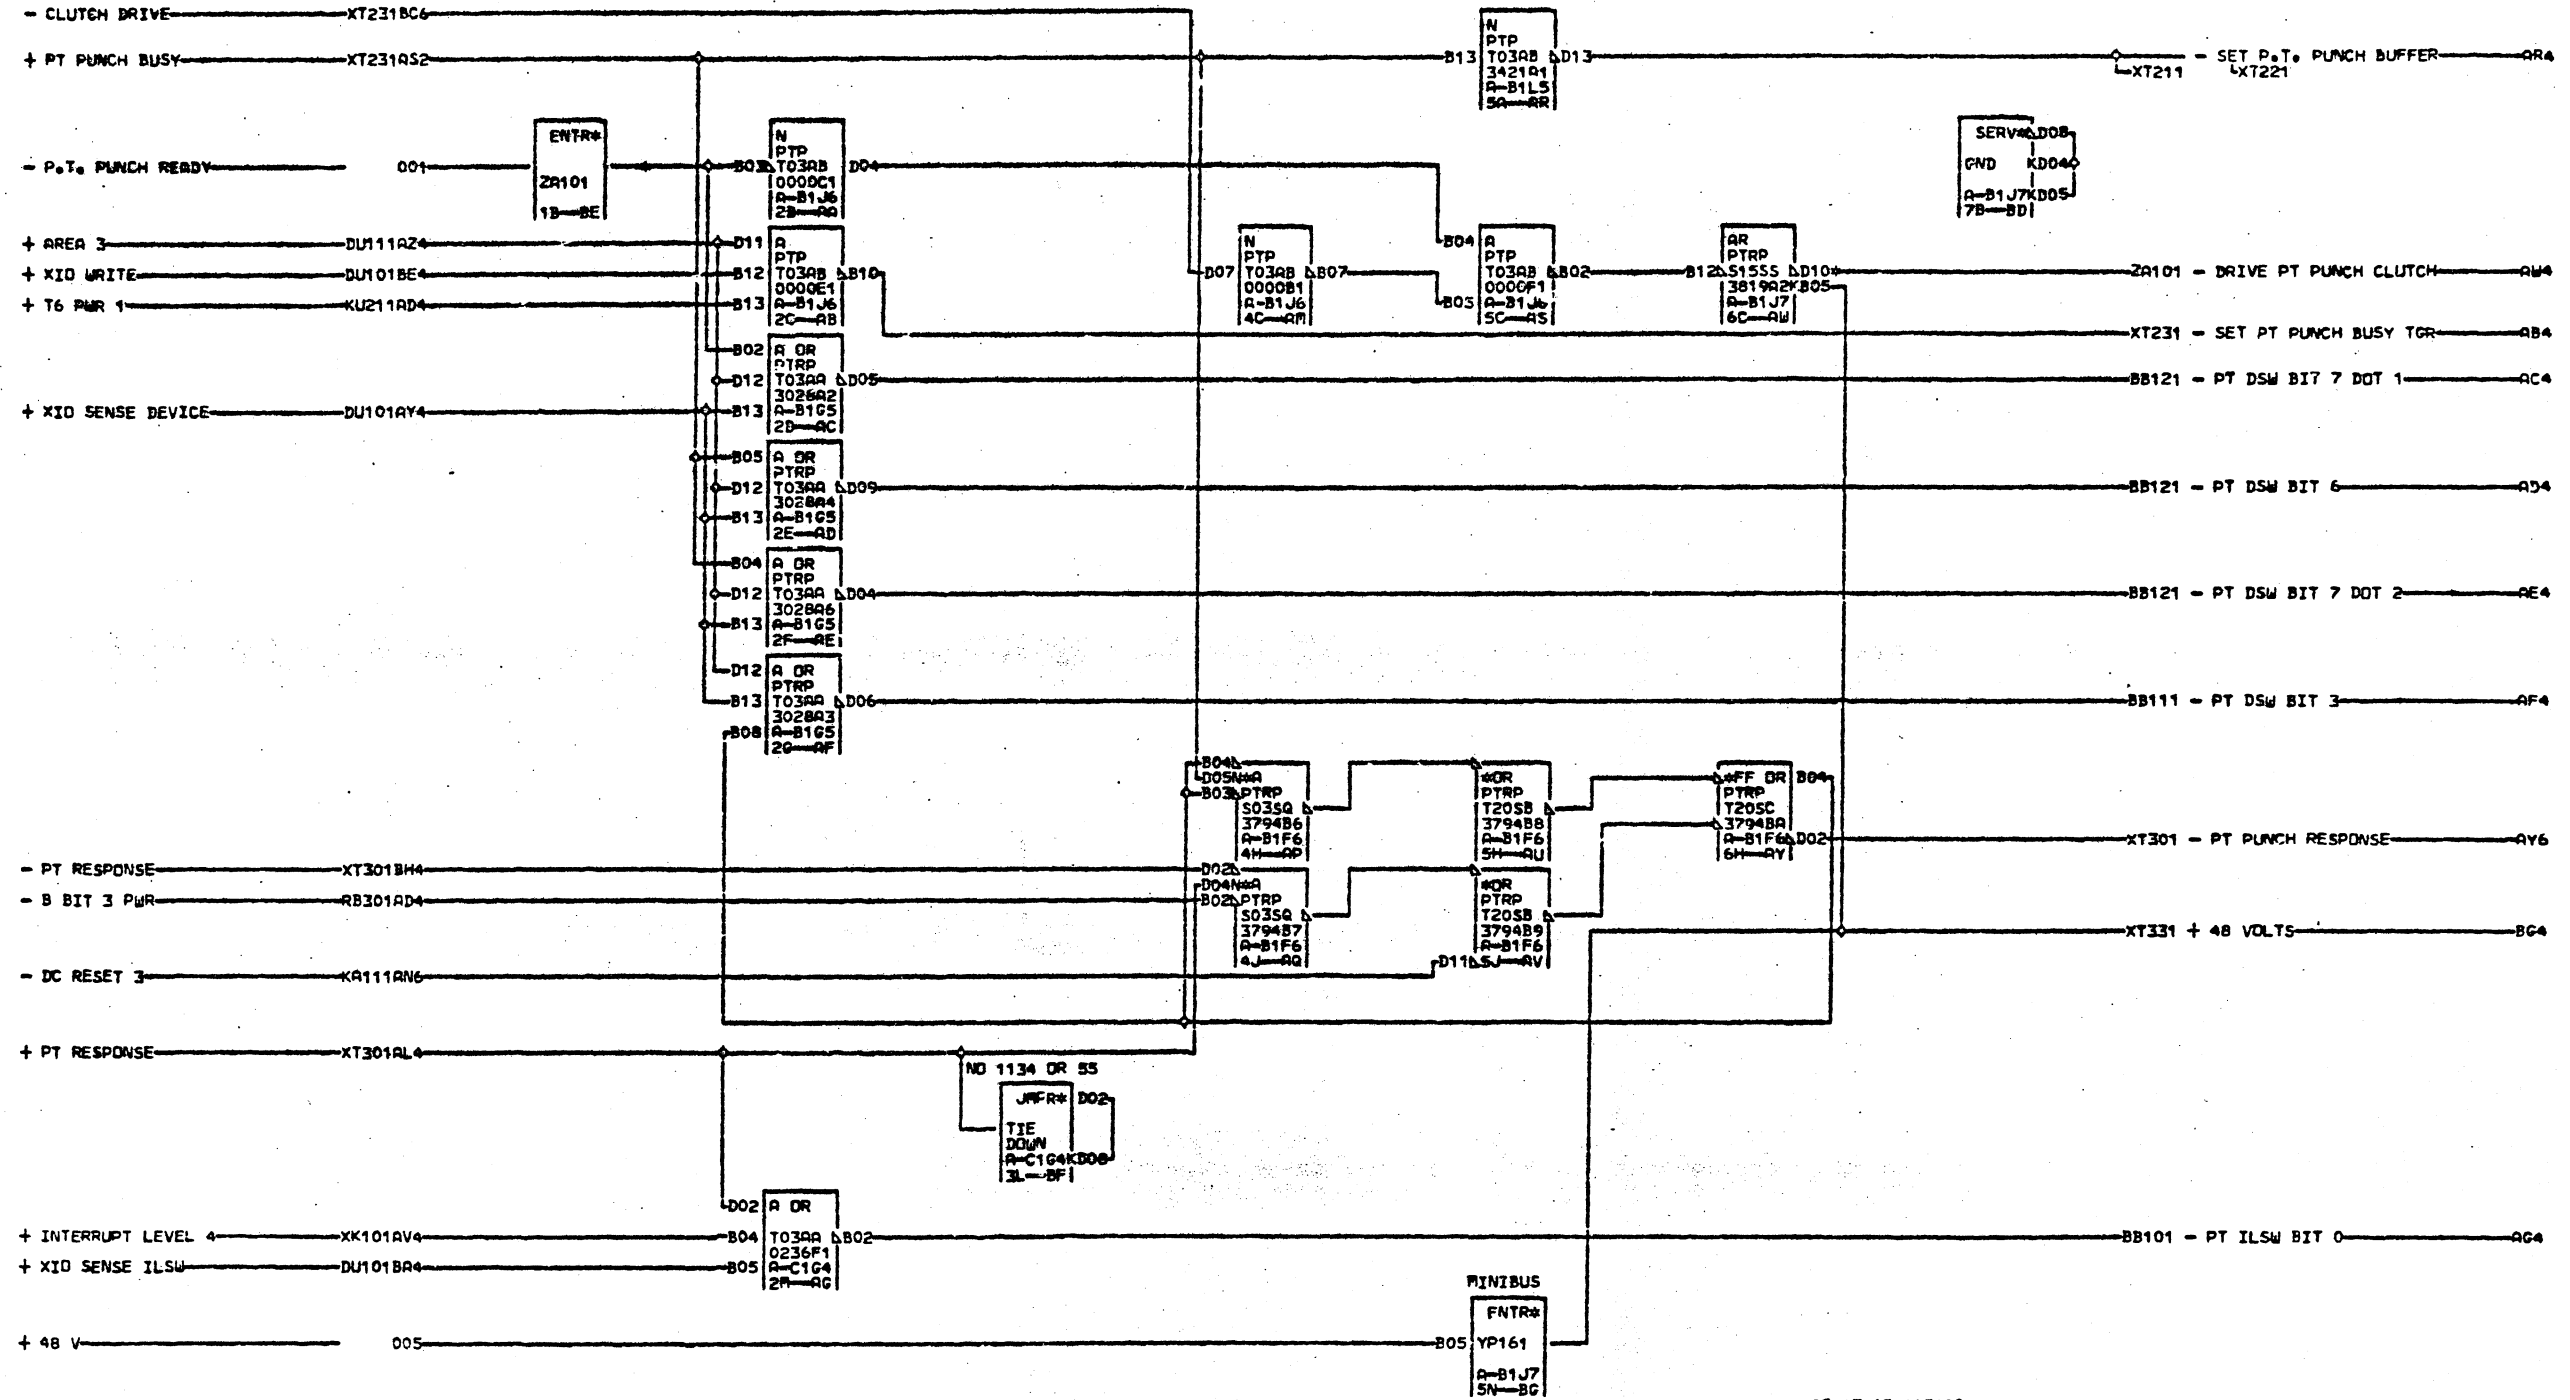 - CLUTCH DRIVE XT231BC6
+ PT PUNCH BUSY XT231AS2
B13
N
PTP
T03AB D13
3421A1
A-B1L5
5A AR
XT211
- SET P.T. PUNCH BUFFER AR4
XT221
- P.T. PUNCH READY 001
ENTR*
ZA101
1B BE
B03
N
PTP
T03AB D04
0000C1
A-B1J6
2B AA
SERV* D08
GND KD04
A-B1J7KD05
7B BD
+ AREA 3 DU111AZ4
+ XIO WRITE DU101BE4
+ T6 PWR 1 KU211AD4
D11 A
PTP
B12 T03AB B10
0000E1
B13 A-B1J6
2C AB
N
PTP
D07 T03AB B07
0000B1
A-B1J6
4C AM
B04 A
PTP
T03AB B02
0000F1
B03 A-B1J6
5C AS
AR
PTRP
B12 S15SS D10*
3819A2KB05
A-B1J7
6C AW
ZA101 - DRIVE PT PUNCH CLUTCH AW4
XT231 - SET PT PUNCH BUSY TGR AB4
B02 A OR
PTRP
D12 T03AA D05
3028A2
B13 A-B1G5
2D AC
BB121 - PT DSW BIT 7 DOT 1 AC4
+ XIO SENSE DEVICE DU101AY4
B05 A OR
PTRP
D12 T03AA D09
3028A4
B13 A-B1G5
2E AD
BB121 - PT DSW BIT 6 AD4
B04 A OR
PTRP
D12 T03AA D04
3028A6
B13 A-B1G5
2F AE
BB121 - PT DSW BIT 7 DOT 2 AE4
D12 A OR
PTRP
B13 T03AA D06
3028A3
B08 A-B1G5
2G AF
BB111 - PT DSW BIT 3 AF4
B04
D05N*A
B03 PTRP
S03SQ
3794B6
A-B1F6
4H AP
*OR
PTRP
T20SB
3794B8
A-B1F6
5H AU
*FF OR B04
PTRP
T20SC
3794BA
A-B1F6 D02
6H AY
XT301 - PT PUNCH RESPONSE AY6
- PT RESPONSE XT301BH4
- B BIT 3 PWR RB301AD4
D02
D04N*A
B02 PTRP
S03SQ
3794B7
A-B1F6
4J AQ
*OR
PTRP
T20SB
3794B9
A-B1F6
D11 5J AV
XT331 + 48 VOLTS BG4
- DC RESET 3 KA111AN6
+ PT RESPONSE XT301AL4
NO 1134 OR 55
JMFR* D02
TIE
DOWN
A-C1G4KD08
3L BF
+ INTERRUPT LEVEL 4 XK101AV4
+ XIO SENSE ILSW DU101BA4
D02 A OR
B04 T03AA B02
0236F1
B05 A-C1G4
2M AG
BB101 - PT ILSW BIT 0 AG4
MINIBUS
ENTR*
+ 48 V 005 B05 YP161
A-B1J7
5N BG